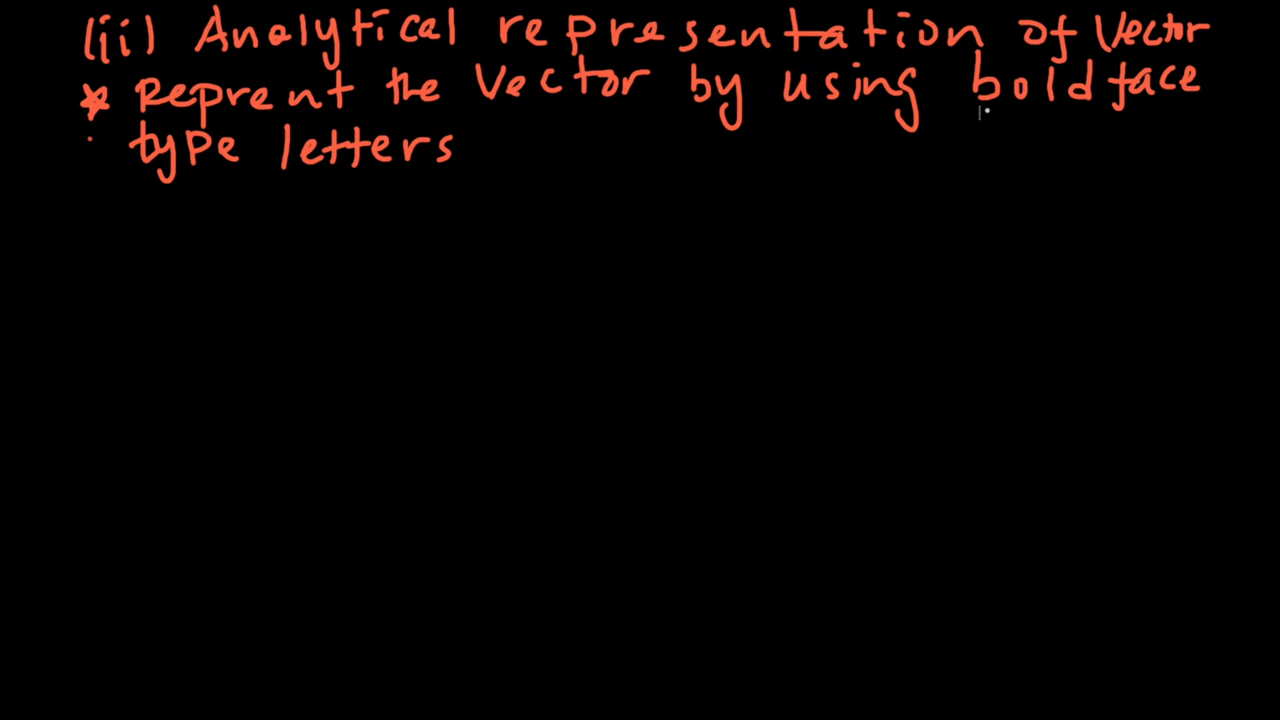 (ii) Analytical representation of Vector
* Reprent the Vector by using boldface
type letters